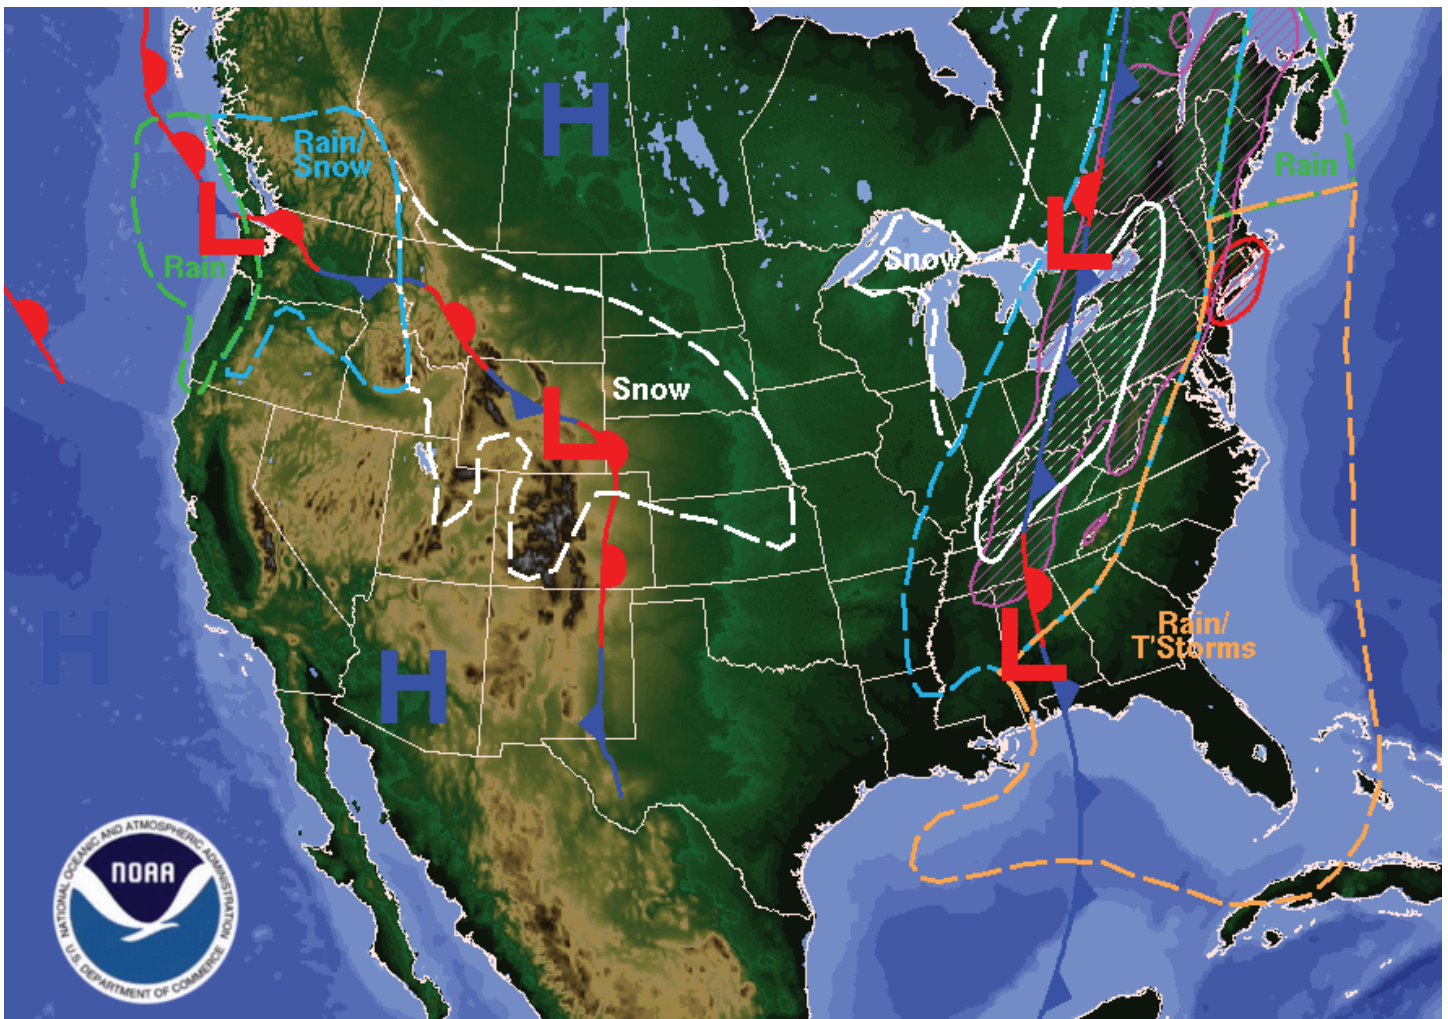 H
Rain/
Snow
Rain
L
Rain
L
Snow
Snow
L
Rain/
T'Storms
L
H
H
NATIONAL OCEANIC AND ATMOSPHERIC ADMINISTRATION
NOAA
U.S. DEPARTMENT OF COMMERCE